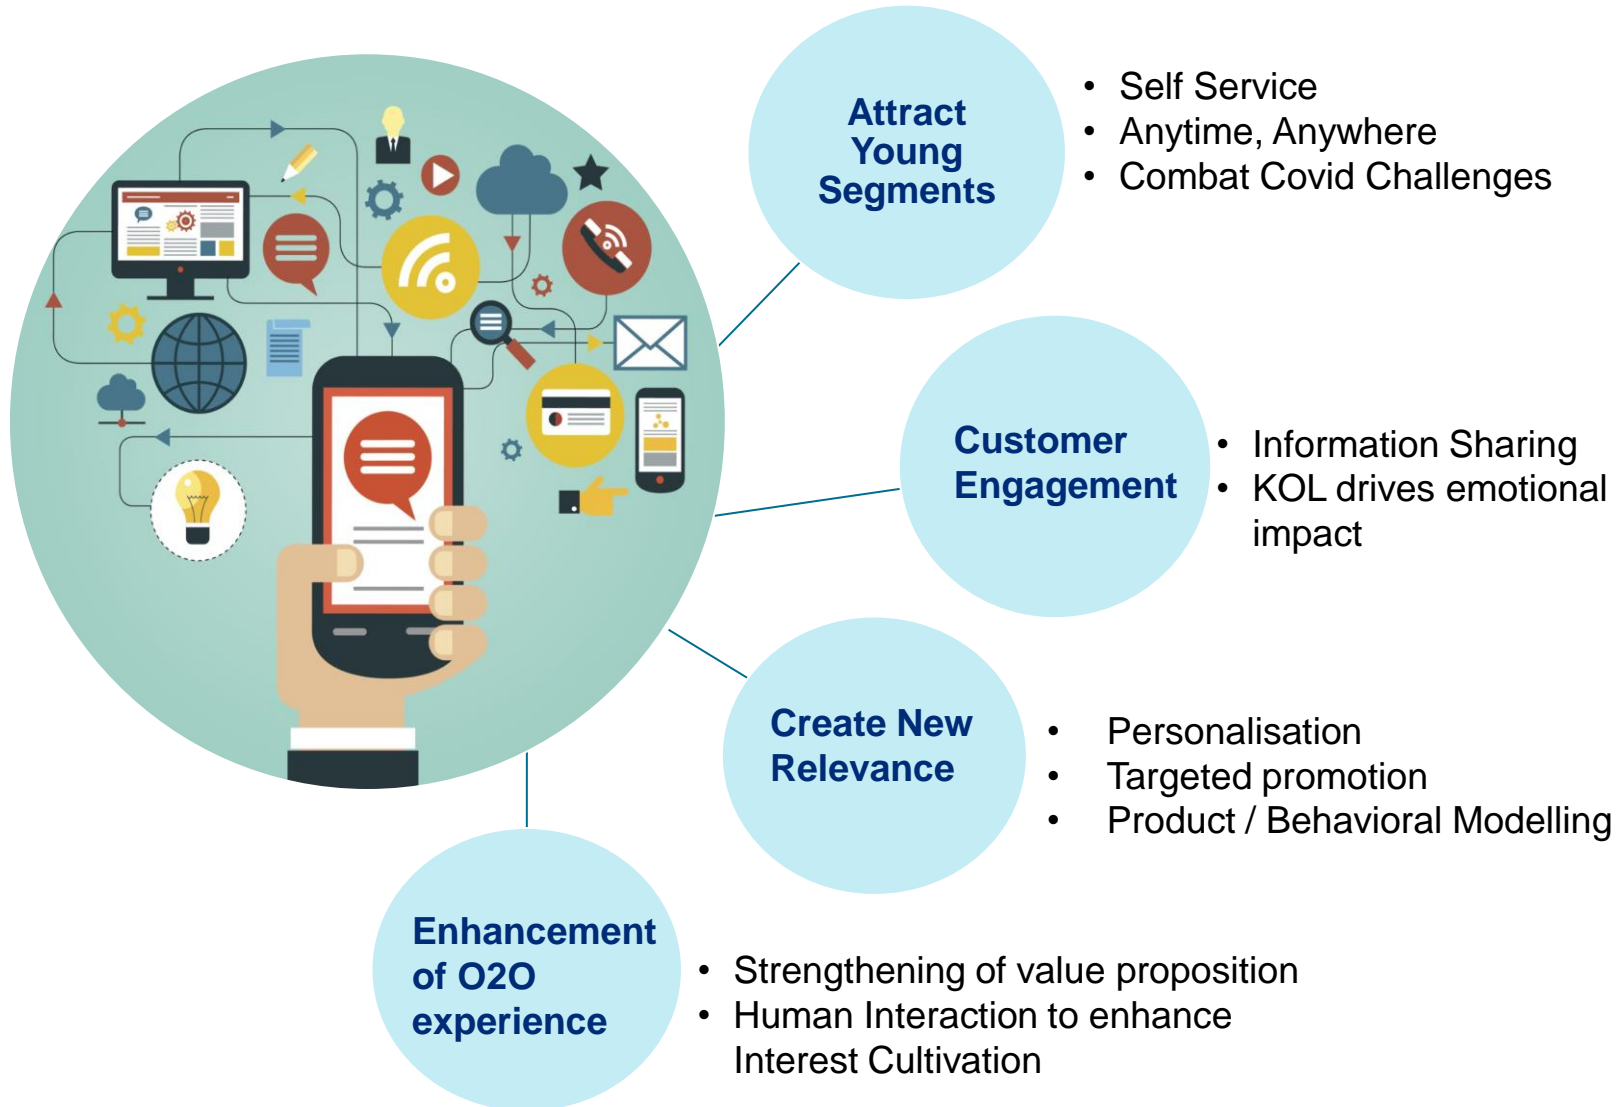 Attract
Young
Segments
• Self Service
• Anytime, Anywhere
• Combat Covid Challenges
Customer
Engagement
• Information Sharing
• KOL drives emotional
impact
Create New
Relevance
• Personalisation
• Targeted promotion
• Product / Behavioral Modelling
Enhancement
of O2O
experience
• Strengthening of value proposition
• Human Interaction to enhance
Interest Cultivation